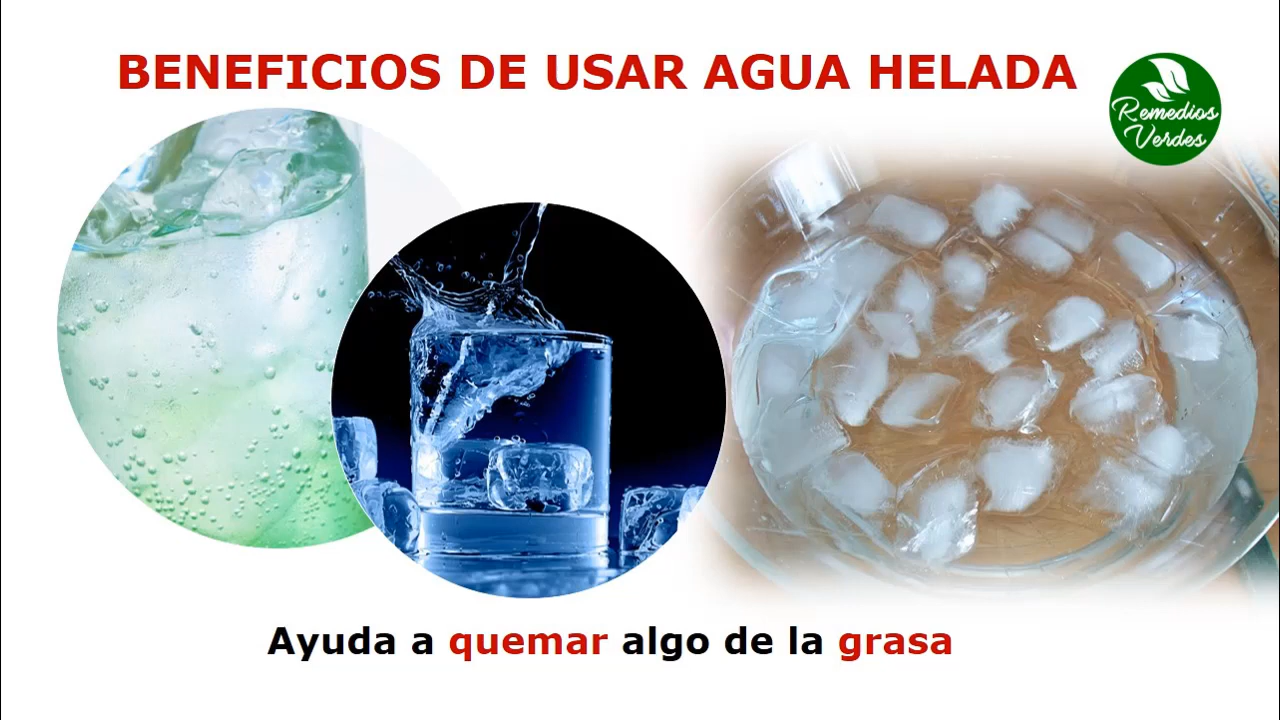 BENEFICIOS DE USAR AGUA HELADA
Remedios
Verdes
Ayuda a quemar algo de la grasa